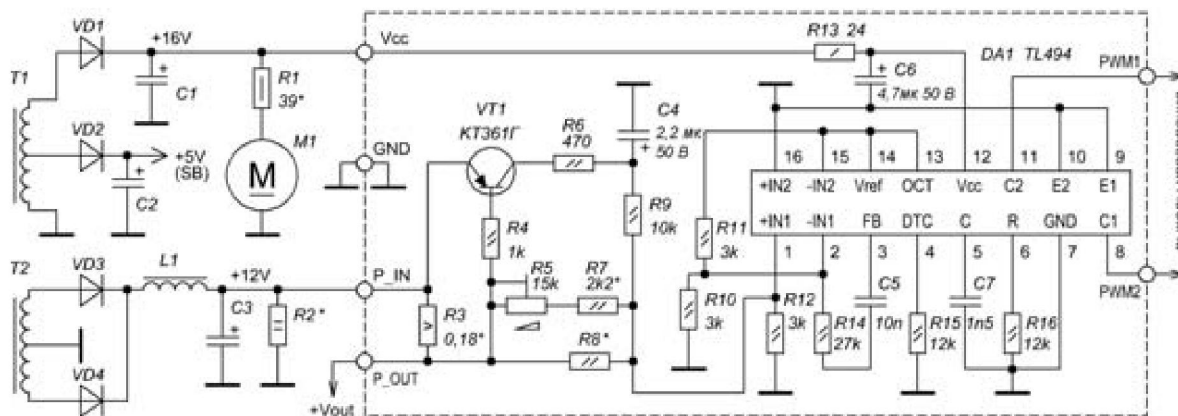 VD1
+16V
Vcc
R13 24
DA1 TL494
PWM1
T1
C1
R1
39*
C6
4,7мк 50 В
VD2
+5V
(SB)
M1
M
C2
GND
VT1
КТ361Г
R6
470
C4
2,2 мк
50 В
16 15 14 13 12 11 10 9
+IN2 -IN2 Vref OCT Vcc C2 E2 E1
+IN1 -IN1 FB DTC C R GND C1
1 2 3 4 5 6 7 8
R4
1k
R9
10k
R11
3k
T2
VD3
L1
+12V
P_IN
R5
15k
R7
2k2*
C5
10n
C7
1n5
PWM2
C3
R2*
R3
0,18*
R10
3k
R12
3k
R14
27k
R15
12k
R16
12k
VD4
R8*
P_OUT
+Vout